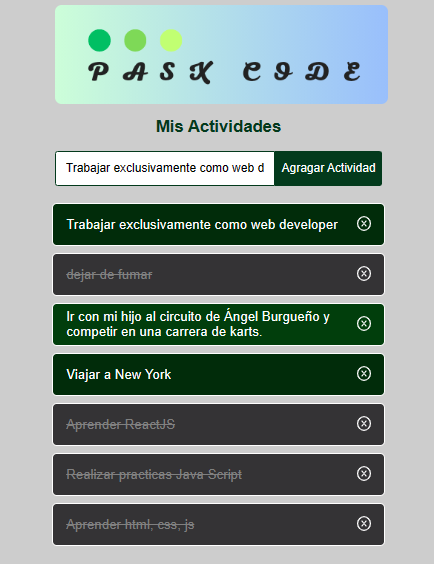 PASK CODE
Mis Actividades
Trabajar exclusivamente como web d
Agragar Actividad
Trabajar exclusivamente como web developer
dejar de fumar
Ir con mi hijo al circuito de Ángel Burgueño y
competir en una carrera de karts.
Viajar a New York
Aprender ReactJS
Realizar practicas Java Script
Aprender html, css, js